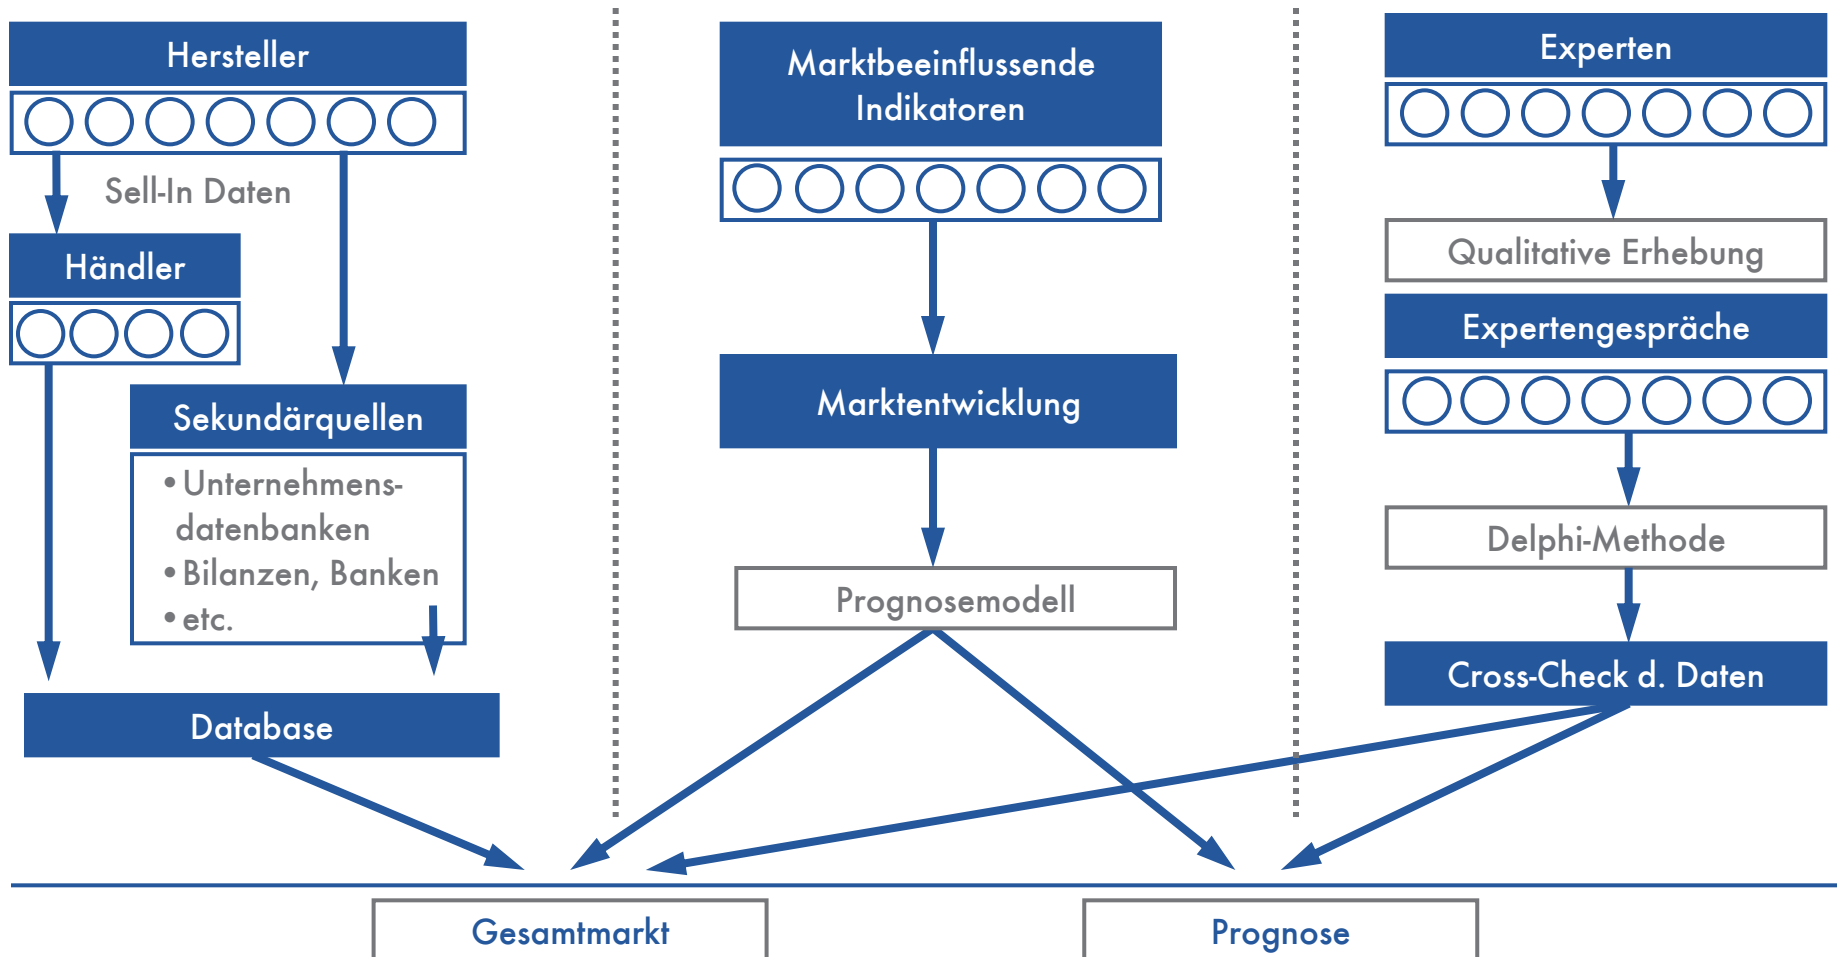 Hersteller
Sell-In Daten
Händler
Sekundärquellen
•Unternehmens-
datenbanken
•Bilanzen, Banken
•etc.
Database
Marktbeeinflussende
Indikatoren
Marktentwicklung
Prognosemodell
Experten
Qualitative Erhebung
Expertengespräche
Delphi-Methode
Cross-Check d. Daten
Gesamtmarkt
Prognose